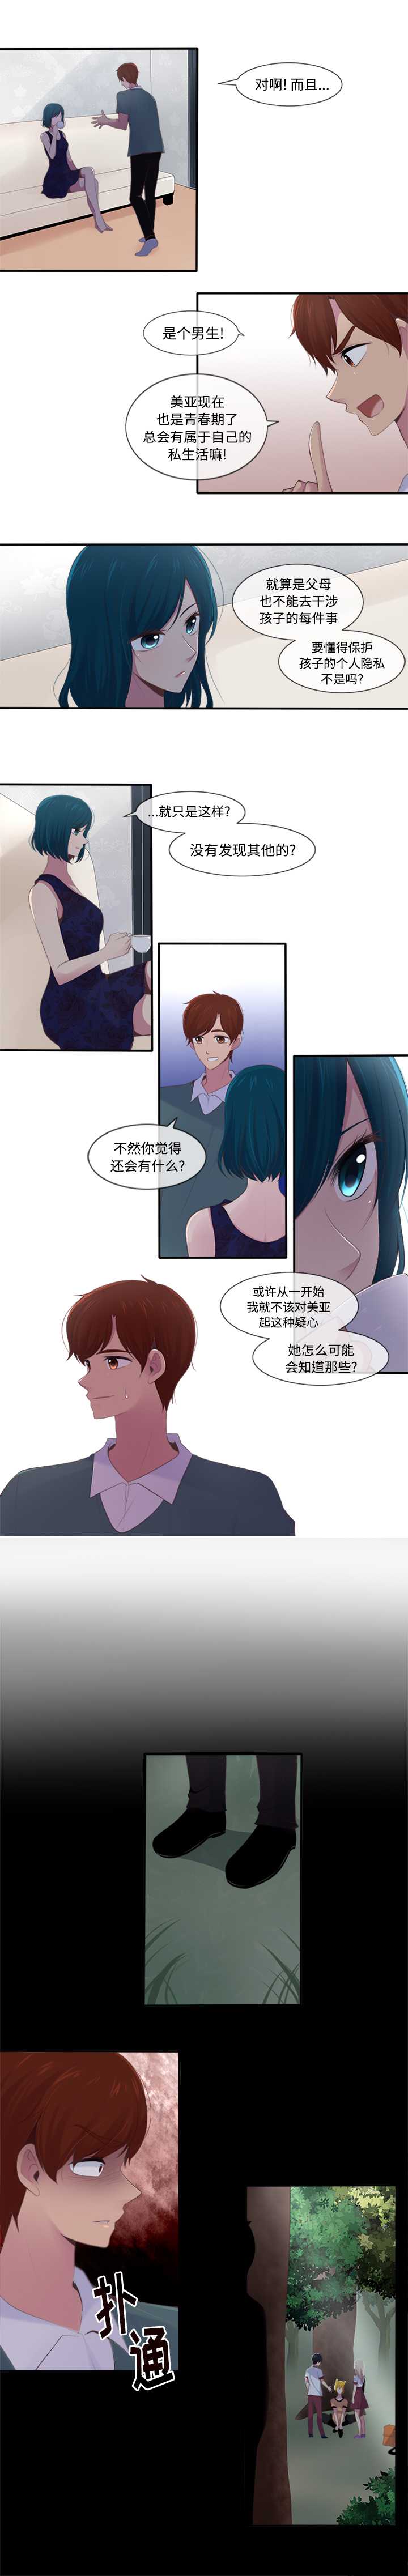 对啊! 而且...
是个男生!
美亚现在
也是青春期了
总会有属于自己的
私生活嘛!
就算是父母
也不能去干涉
孩子的每件事
要懂得保护
孩子的个人隐私
不是吗?
...就只是这样?
没有发现其他的?
不然你觉得
还会有什么?
或许从一开始
我就不该对美亚
起这种疑心
她怎么可能
会知道那些?
扑
通